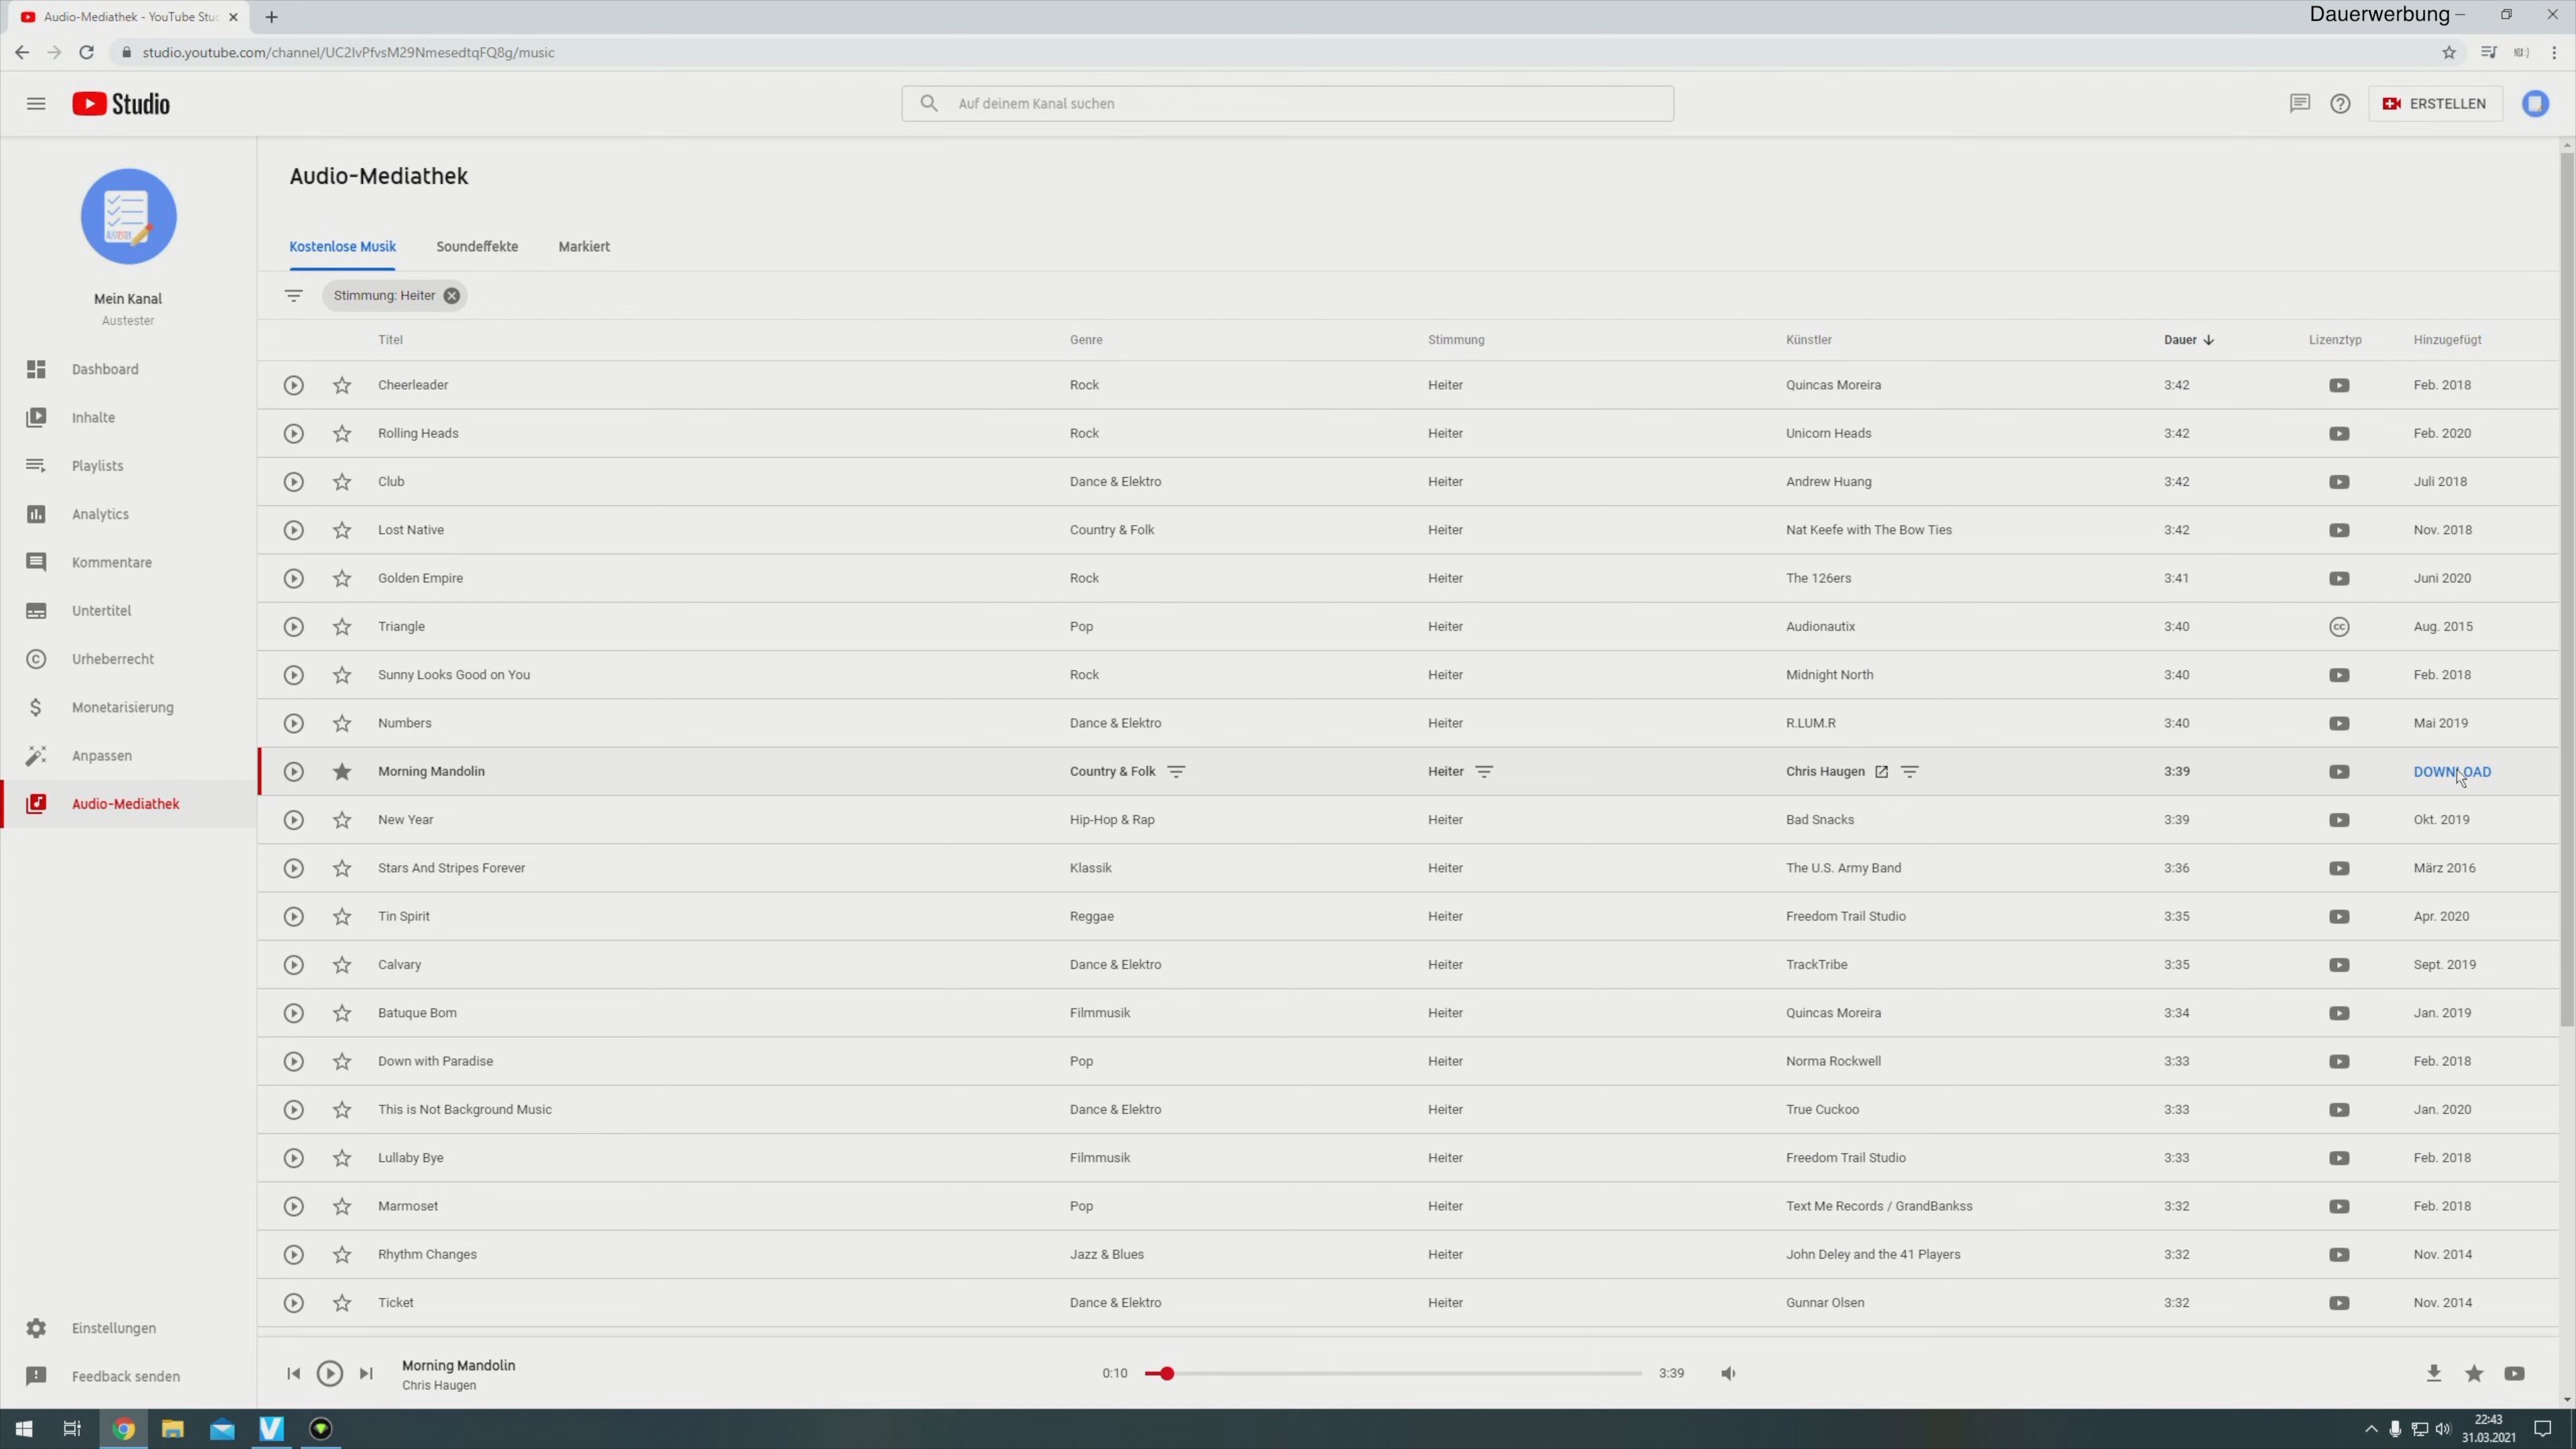 Audio-Mediathek - YouTube Stu
Dauerwerbung
studio.youtube.com/channel/UC2IvPfvsM29NmesedtqFQ8g/music
Studio
Auf deinem Kanal suchen
ERSTELLEN
Mein Kanal
Austester
Dashboard
Inhalte
Playlists
Analytics
Kommentare
Untertitel
Urheberrecht
Monetarisierung
Anpassen
Audio-Mediathek
Einstellungen
Feedback senden
Audio-Mediathek
Kostenlose Musik Soundeffekte Markiert
Stimmung: Heiter
Titel Genre Stimmung Künstler Dauer Lizenztyp Hinzugefügt
Cheerleader Rock Heiter Quincas Moreira 3:42 Feb. 2018
Rolling Heads Rock Heiter Unicorn Heads 3:42 Feb. 2020
Club Dance & Elektro Heiter Andrew Huang 3:42 Juli 2018
Lost Native Country & Folk Heiter Nat Keefe with The Bow Ties 3:42 Nov. 2018
Golden Empire Rock Heiter The 126ers 3:41 Juni 2020
Triangle Pop Heiter Audionautix 3:40 cc Aug. 2015
Sunny Looks Good on You Rock Heiter Midnight North 3:40 Feb. 2018
Numbers Dance & Elektro Heiter R.LUM.R 3:40 Mai 2019
Morning Mandolin Country & Folk Heiter Chris Haugen 3:39 DOWNLOAD
New Year Hip-Hop & Rap Heiter Bad Snacks 3:39 Okt. 2019
Stars And Stripes Forever Klassik Heiter The U.S. Army Band 3:36 März 2016
Tin Spirit Reggae Heiter Freedom Trail Studio 3:35 Apr. 2020
Calvary Dance & Elektro Heiter TrackTribe 3:35 Sept. 2019
Batuque Bom Filmmusik Heiter Quincas Moreira 3:34 Jan. 2019
Down with Paradise Pop Heiter Norma Rockwell 3:33 Feb. 2018
This is Not Background Music Dance & Elektro Heiter True Cuckoo 3:33 Jan. 2020
Lullaby Bye Filmmusik Heiter Freedom Trail Studio 3:33 Feb. 2018
Marmoset Pop Heiter Text Me Records / GrandBankss 3:32 Feb. 2018
Rhythm Changes Jazz & Blues Heiter John Deley and the 41 Players 3:32 Nov. 2014
Ticket Dance & Elektro Heiter Gunnar Olsen 3:32 Nov. 2014
Morning Mandolin
Chris Haugen
0:10 3:39
22:43
31.03.2021